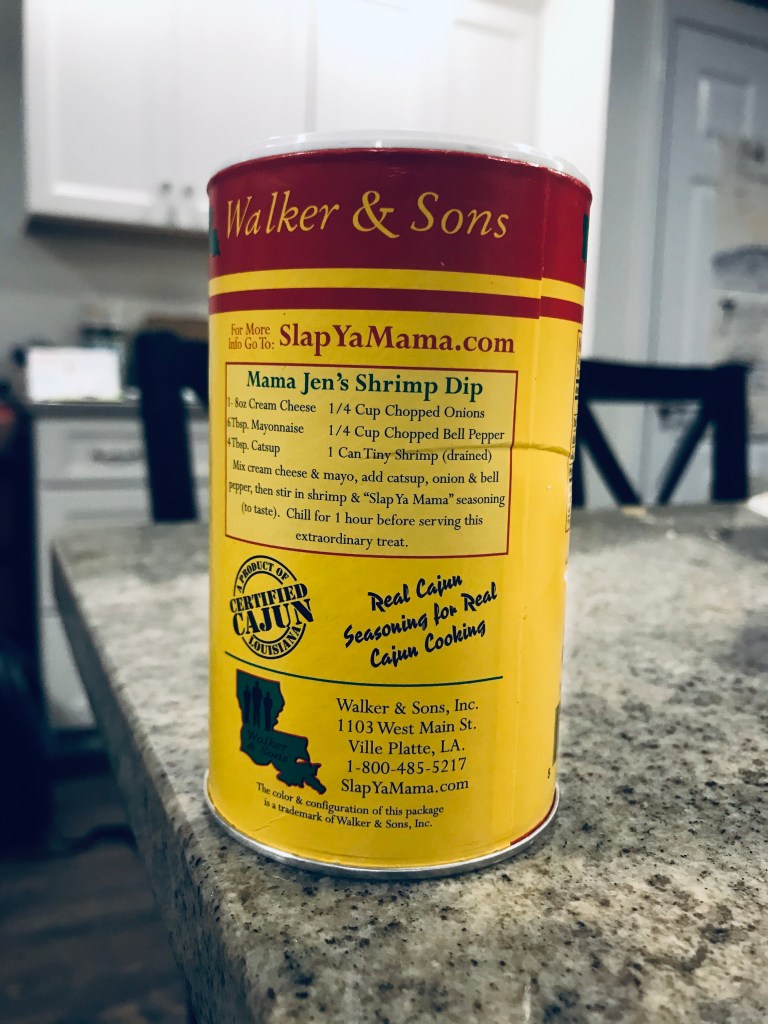 Walker & Sons
For More
Info Go To: SlapYaMama.com
Mama Jen's Shrimp Dip
1- 8oz Cream Cheese 1/4 Cup Chopped Onions
6 Tbsp. Mayonnaise 1/4 Cup Chopped Bell Pepper
4 Tbsp. Catsup 1 Can Tiny Shrimp (drained)
Mix cream cheese & mayo, add catsup, onion & bell
pepper, then stir in shrimp & "Slap Ya Mama" seasoning
(to taste). Chill for 1 hour before serving this
extraordinary treat.
A PRODUCT OF
CERTIFIED
CAJUN
LOUISIANA
Real Cajun
Seasoning for Real
Cajun Cooking
Walker
& Sons
Walker & Sons, Inc.
1103 West Main St.
Ville Platte, LA.
1-800-485-5217
SlapYaMama.com
The color & configuration of this package
is a trademark of Walker & Sons, Inc.